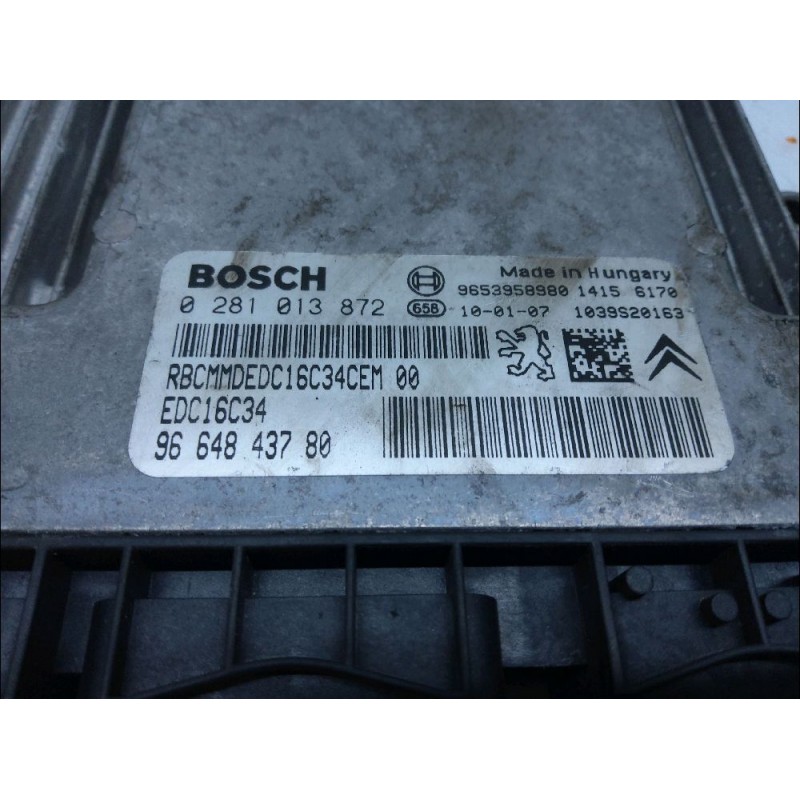 BOSCH
Made in Hungary
9653958980 1415 6170
0 281 013 872
658 10-01-07 1039S20163
RBCMMDEDC16C34CEM 00
EDC16C34
96 648 437 80